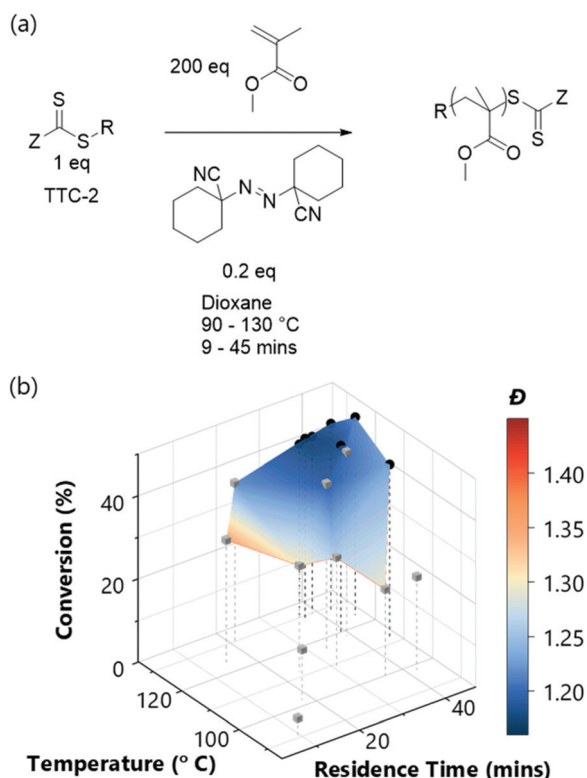 (a)
200 eq
O
O
S
Z
S
R
1 eq
TTC-2
NC
N
N
CN
0.2 eq
Dioxane
90 - 130 °C
9 - 45 mins
R
S
Z
S
O
O
(b)
Đ
1.40
1.35
1.30
1.25
1.20
Conversion (%)
40
20
0
120
100
20
40
Temperature (° C)
Residence Time (mins)